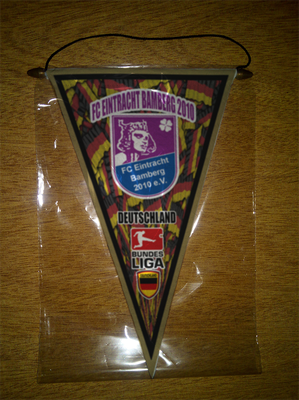 FC EINTRACHT BAMBERG 2010
FC Eintracht
Bamberg
2010 e.V.
DEUTSCHLAND
BUNDES
LIGA